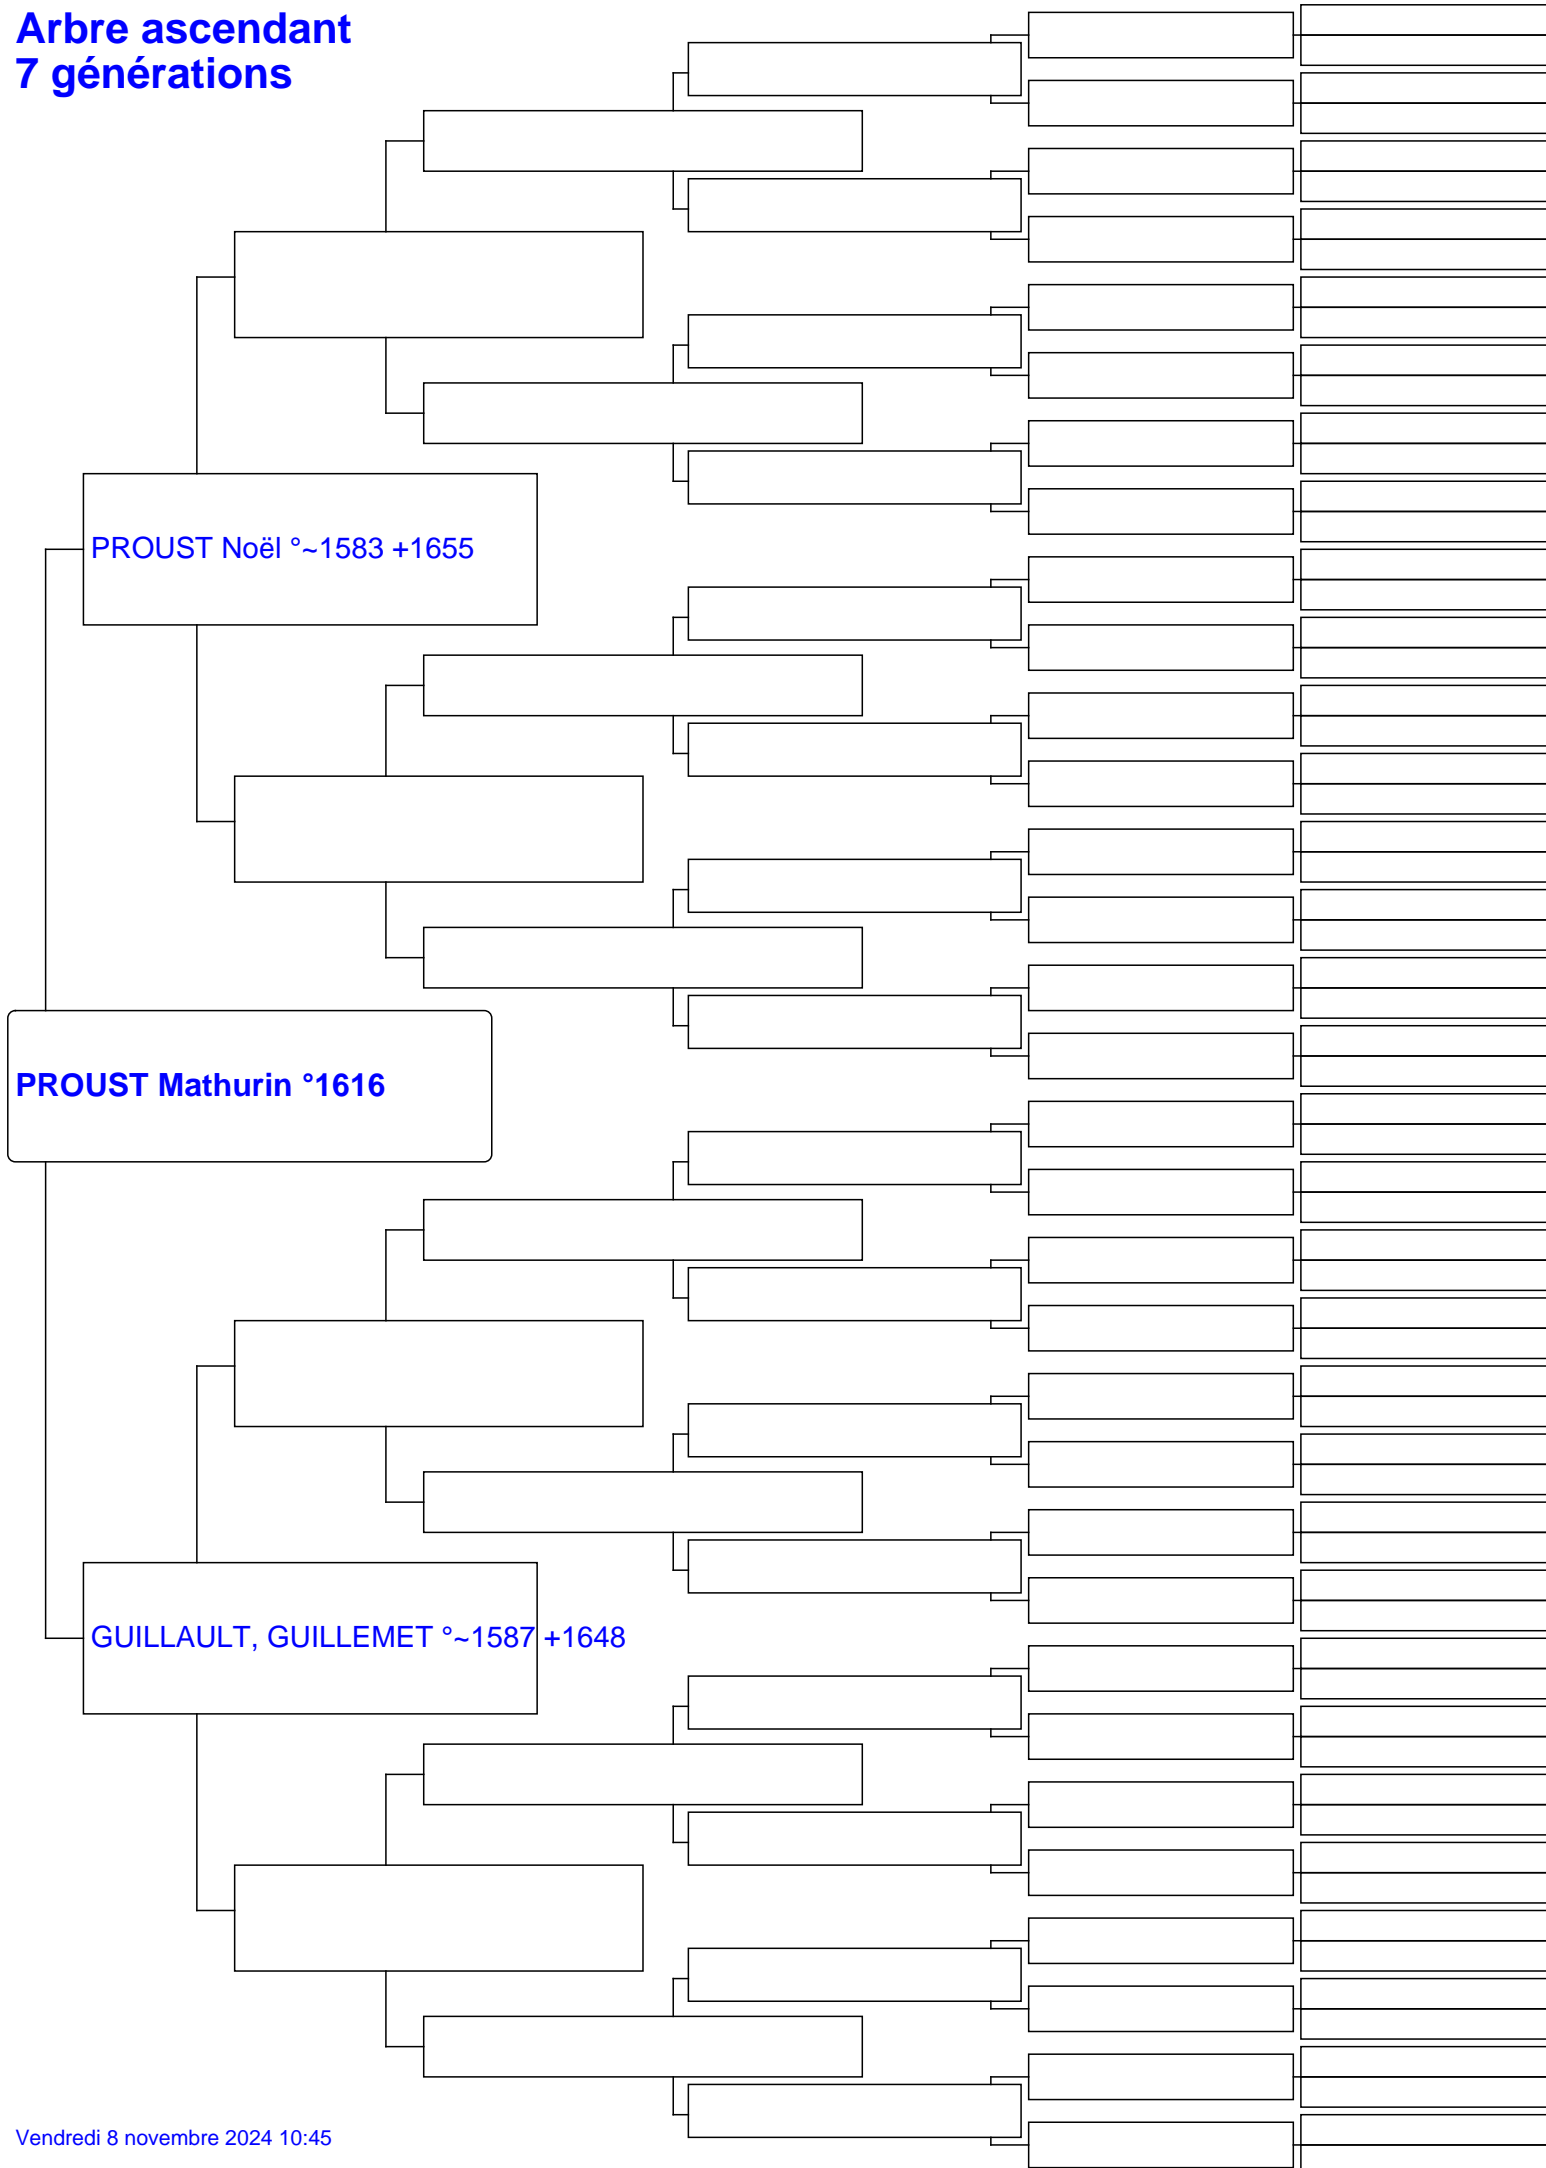 Arbre ascendant
7 générations
PROUST Noël °~1583 +1655
PROUST Mathurin °1616
GUILLAULT, GUILLEMET °~1587 +1648
Vendredi 8 novembre 2024 10:45